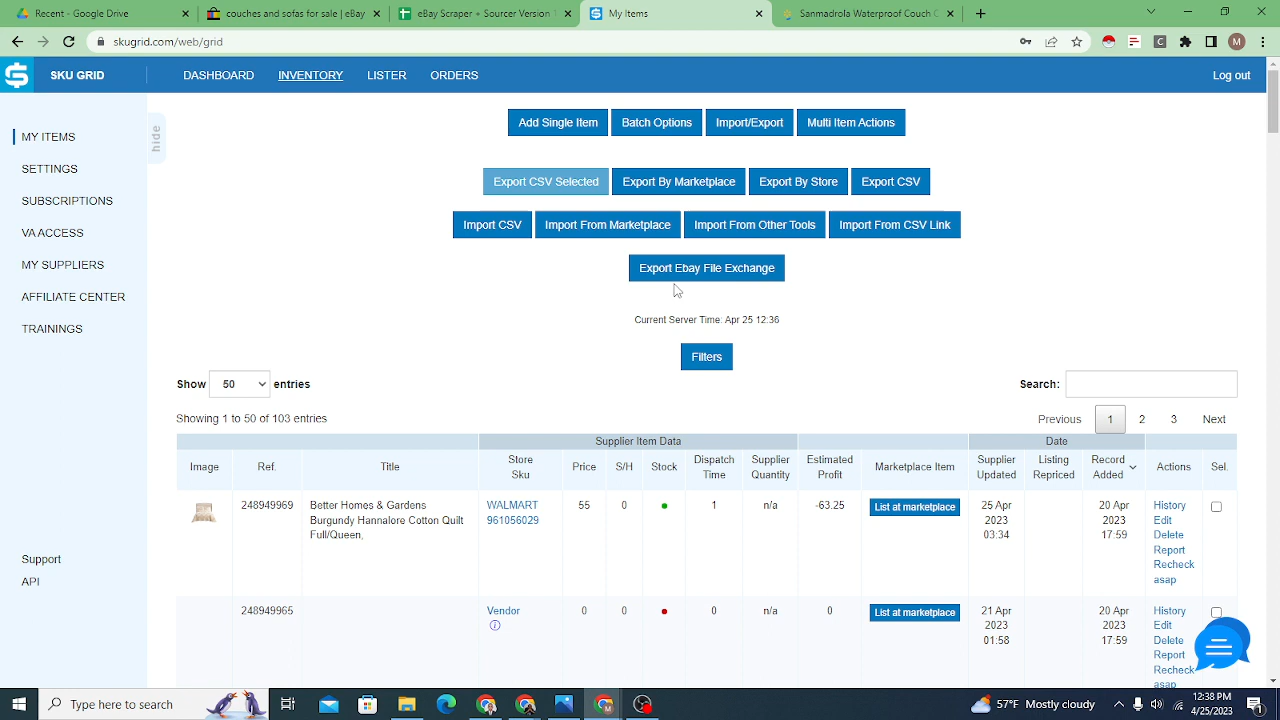 Recipes - Google Drive
couches and sofas for sale | eBay
eBay Scraper + Sourcer Version
My Items
Sanmadrola Waterproof Couch C
skugrid.com/web/grid
M
SKU GRID
DASHBOARD
INVENTORY
LISTER
ORDERS
Log out
hide
MY ITEMS
SETTINGS
SUBSCRIPTIONS
VA ACCESS
MY SUPPLIERS
AFFILIATE CENTER
TRAININGS
Support
API
Add Single Item
Batch Options
Import/Export
Multi Item Actions
Export CSV Selected
Export By Marketplace
Export By Store
Export CSV
Import CSV
Import From Marketplace
Import From Other Tools
Import From CSV Link
Export Ebay File Exchange
Current Server Time: Apr 25 12:36
Filters
Show 50 entries
Search:
Showing 1 to 50 of 103 entries
Previous 1 2 3 Next
Supplier Item Data
Date
Image
Ref.
Title
Store
Sku
Price
S/H
Stock
Dispatch
Time
Supplier
Quantity
Estimated
Profit
Marketplace Item
Supplier
Updated
Listing
Repriced
Record
Added
Actions
Sel.
248949969
Better Homes & Gardens
Burgundy Hannalore Cotton Quilt
Full/Queen,
WALMART
961056029
55
0
1
n/a
-63.25
List at marketplace
25 Apr
2023
03:34
20 Apr
2023
17:59
History
Edit
Delete
Report
Recheck
asap
248949965
Vendor
0
0
0
n/a
0
List at marketplace
21 Apr
2023
01:58
20 Apr
2023
17:59
History
Edit
Delete
Report
Recheck
asap
Type here to search
57°F Mostly cloudy
12:38 PM
4/25/2023